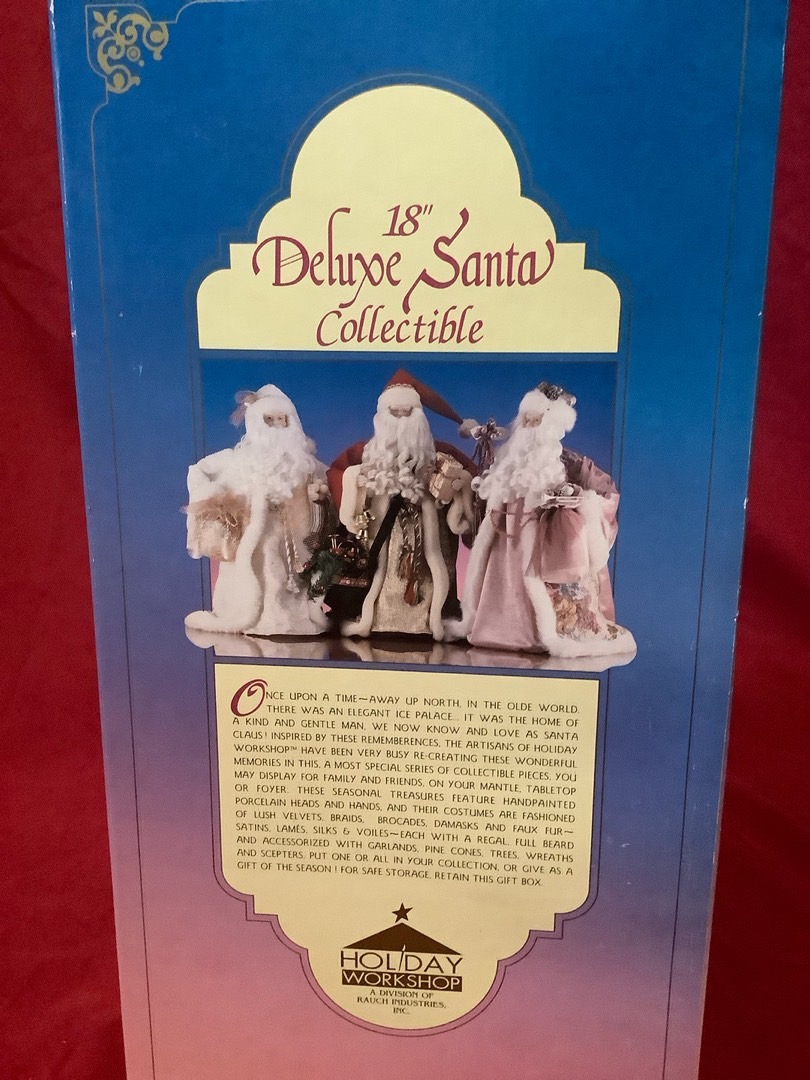 18"
Deluxe Santa
Collectible
ONCE UPON A TIME~AWAY UP NORTH, IN THE OLDE WORLD,
THERE WAS AN ELEGANT ICE PALACE... IT WAS THE HOME OF
A KIND AND GENTLE MAN, WE NOW KNOW AND LOVE AS SANTA
CLAUS! INSPIRED BY THESE REMEMBERENCES, THE ARTISANS OF HOLIDAY
WORKSHOP™ HAVE BEEN VERY BUSY RE-CREATING THESE WONDERFUL
MEMORIES IN THIS, A MOST SPECIAL SERIES OF COLLECTIBLE PIECES, YOU
MAY DISPLAY FOR FAMILY AND FRIENDS, ON YOUR MANTLE, TABLETOP
OR FOYER. THESE SEASONAL TREASURES FEATURE HANDPAINTED
PORCELAIN HEADS AND HANDS, AND THEIR COSTUMES ARE FASHIONED
OF LUSH VELVETS, BRAIDS, BROCADES, DAMASKS AND FAUX FUR~
SATINS, LAMÉS, SILKS & VOILES~EACH WITH A REGAL, FULL BEARD
AND ACCESSORIZED WITH GARLANDS, PINE CONES, TREES, WREATHS
AND SCEPTERS. PUT ONE OR ALL IN YOUR COLLECTION, OR GIVE AS A
GIFT OF THE SEASON! FOR SAFE STORAGE, RETAIN THIS GIFT BOX.
HOLIDAY
WORKSHOP
A DIVISION OF
RAUCH INDUSTRIES,
INC.